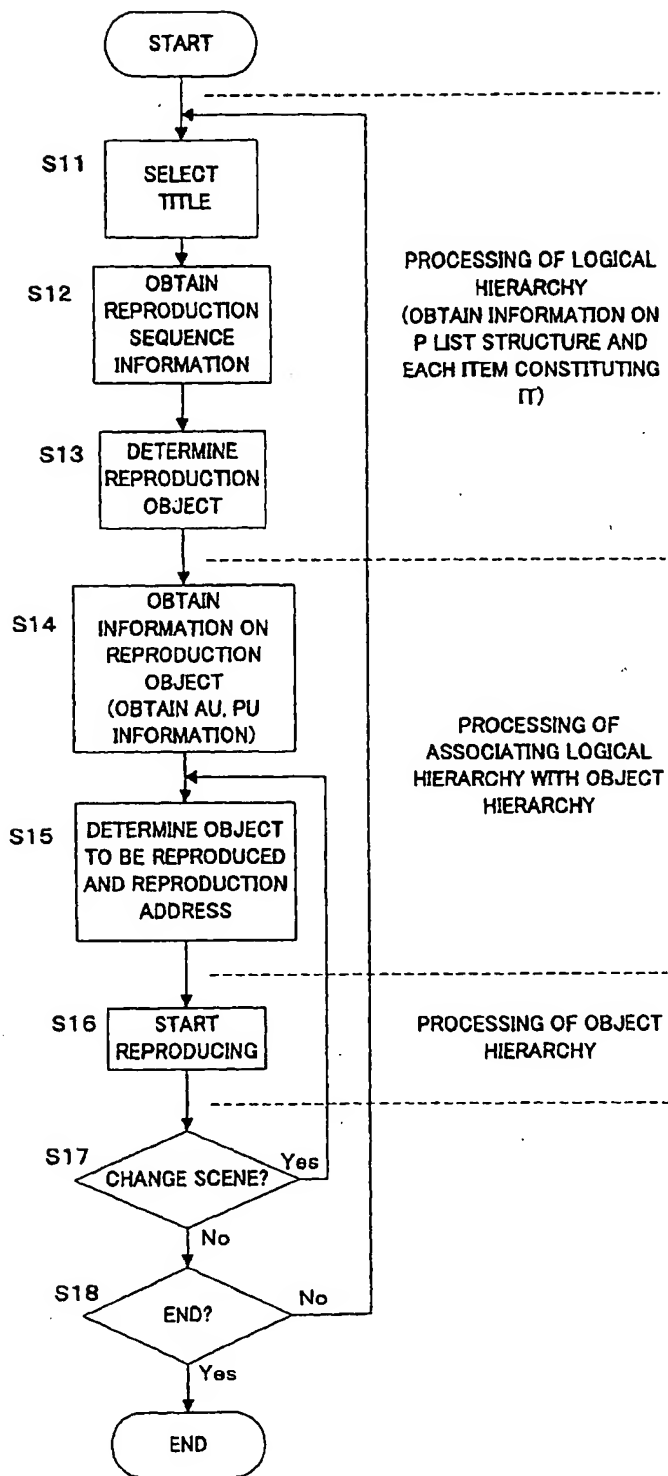 START
S11
SELECT
TITLE
S12
OBTAIN
REPRODUCTION
SEQUENCE
INFORMATION
PROCESSING OF LOGICAL
HIERARCHY
(OBTAIN INFORMATION ON
P LIST STRUCTURE AND
EACH ITEM CONSTITUTING
IT)
S13
DETERMINE
REPRODUCTION
OBJECT
S14
OBTAIN
INFORMATION ON
REPRODUCTION
OBJECT
(OBTAIN AU, PU
INFORMATION)
PROCESSING OF
ASSOCIATING LOGICAL
HIERARCHY WITH OBJECT
HIERARCHY
S15
DETERMINE OBJECT
TO BE REPRODUCED
AND REPRODUCTION
ADDRESS
S16
START
REPRODUCING
PROCESSING OF OBJECT
HIERARCHY
S17
CHANGE SCENE?
Yes
No
S18
END?
No
Yes
END